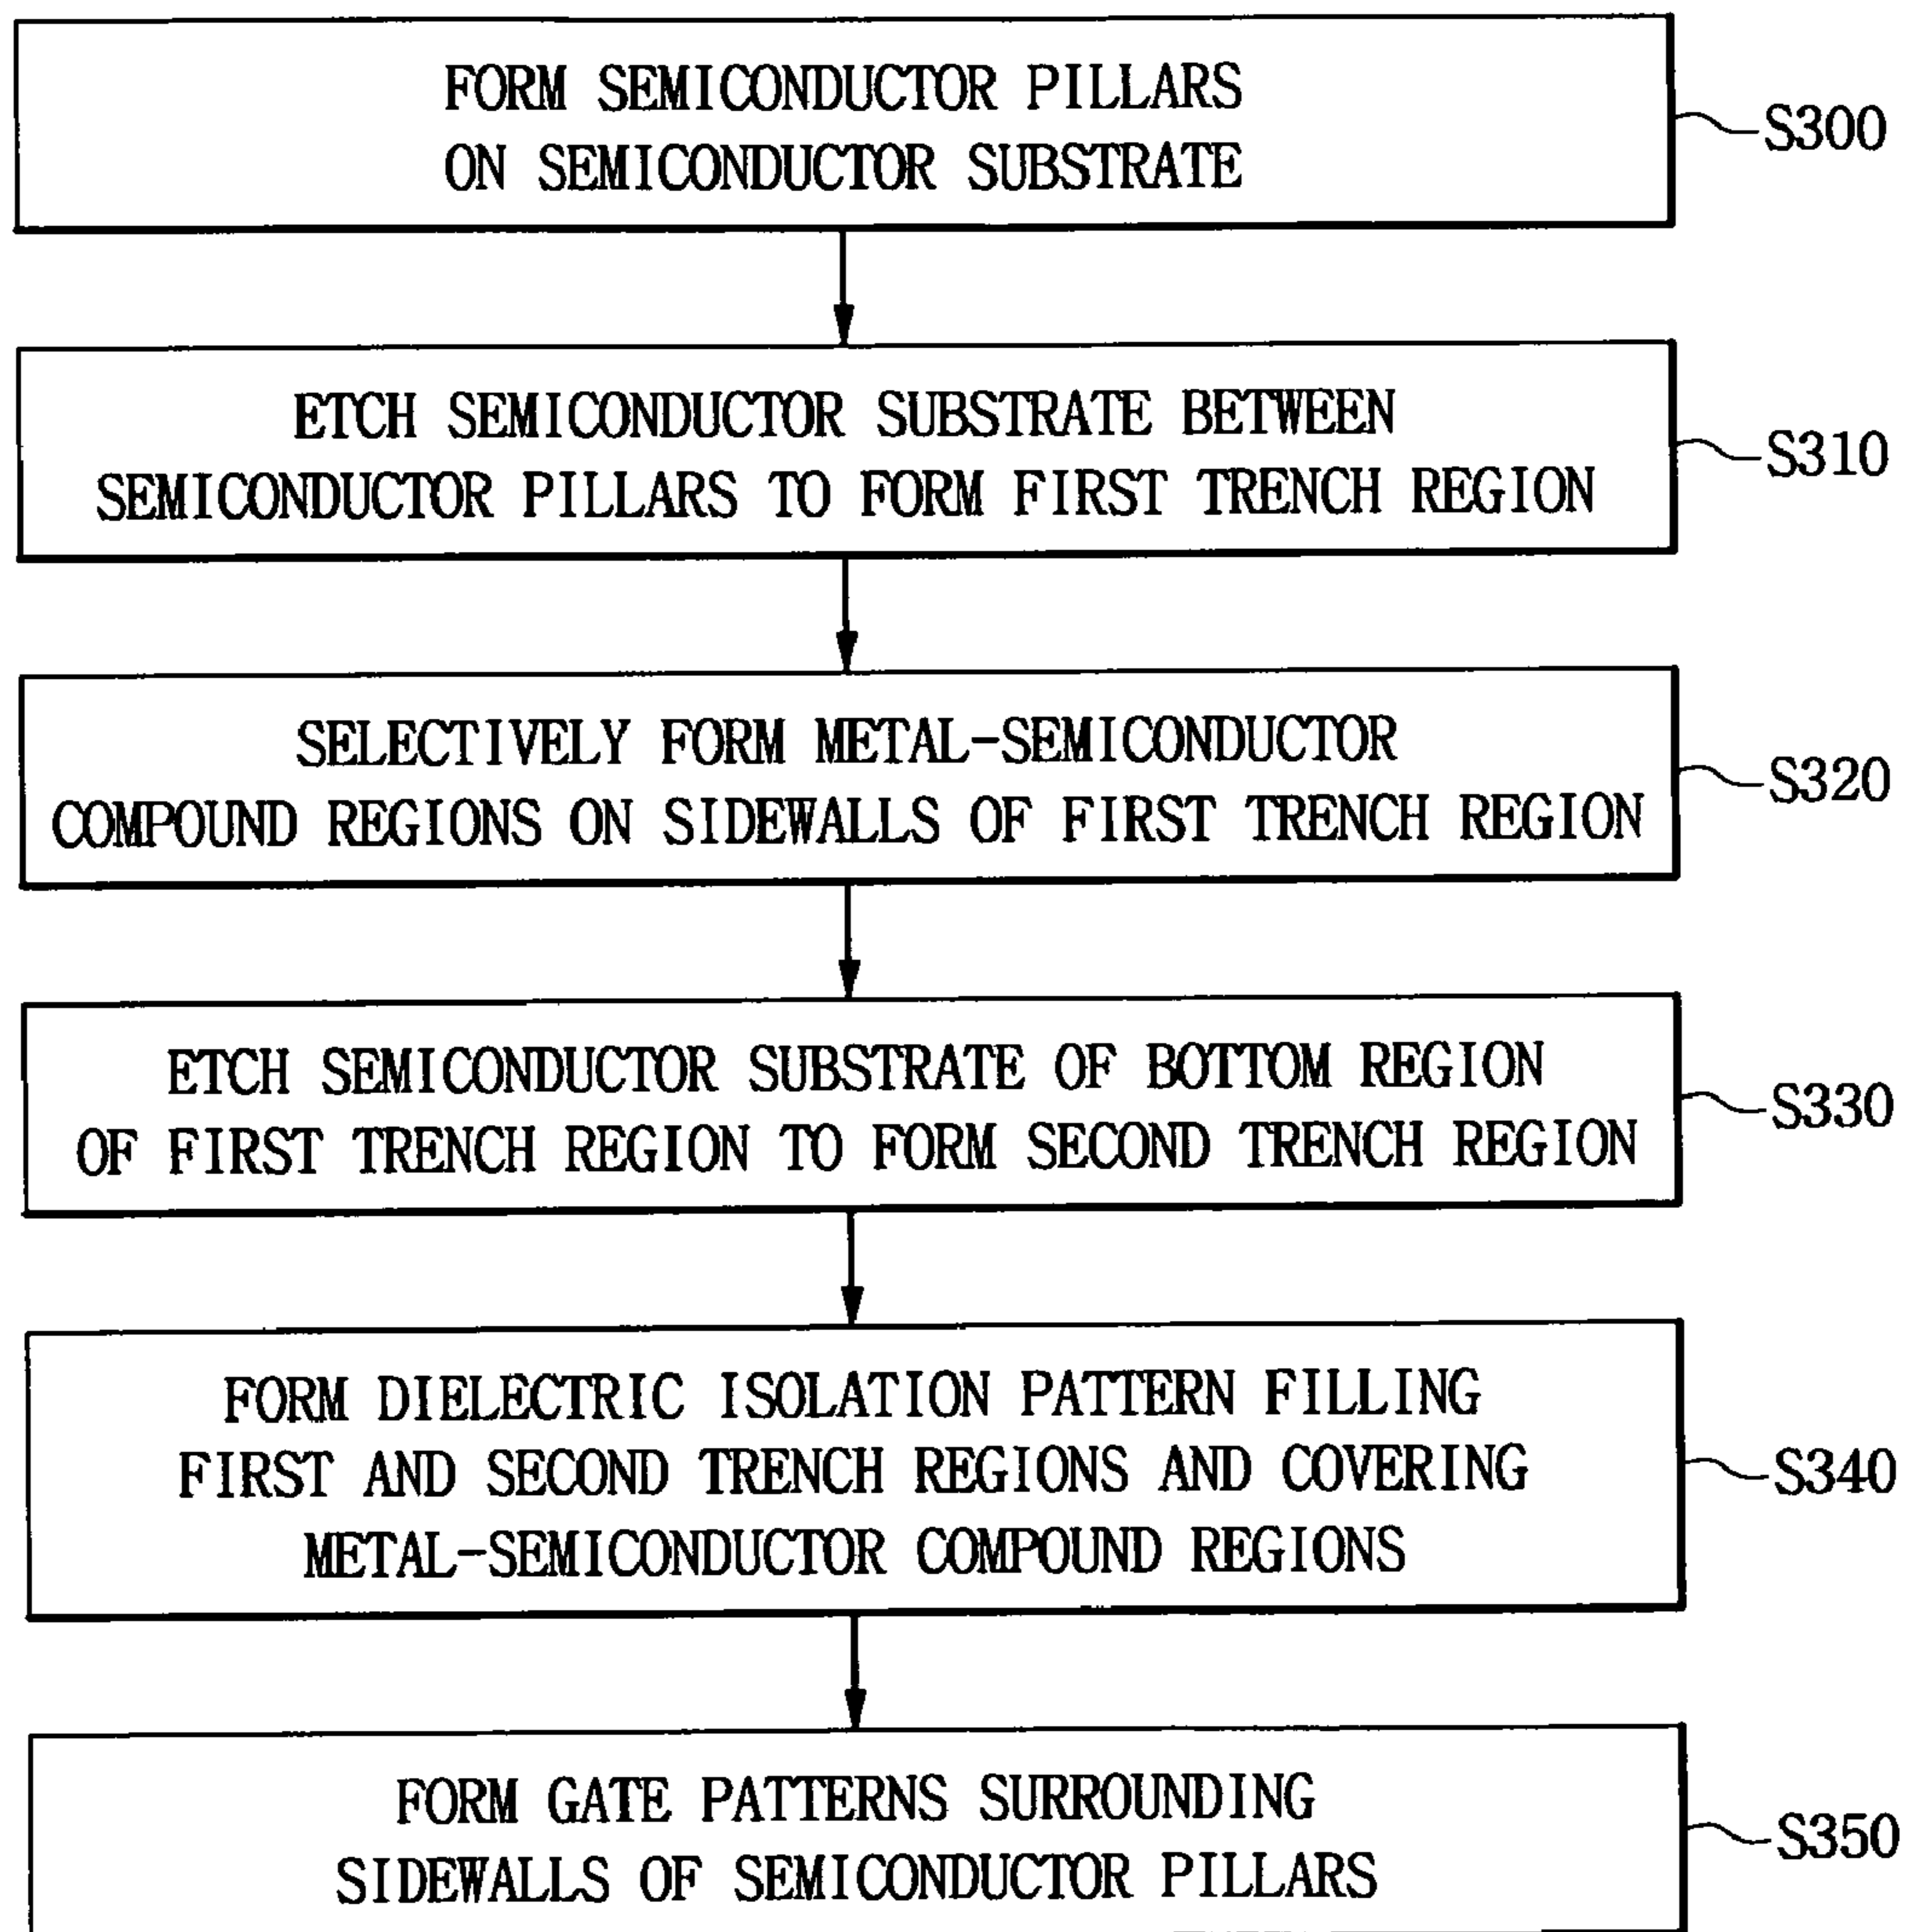 FORM SEMICONDUCTOR PILLARS
ON SEMICONDUCTOR SUBSTRATE
S300
ETCH SEMICONDUCTOR SUBSTRATE BETWEEN
SEMICONDUCTOR PILLARS TO FORM FIRST TRENCH REGION
S310
SELECTIVELY FORM METAL-SEMICONDUCTOR
COMPOUND REGIONS ON SIDEWALLS OF FIRST TRENCH REGION
S320
ETCH SEMICONDUCTOR SUBSTRATE OF BOTTOM REGION
OF FIRST TRENCH REGION TO FORM SECOND TRENCH REGION
S330
FORM DIELECTRIC ISOLATION PATTERN FILLING
FIRST AND SECOND TRENCH REGIONS AND COVERING
METAL-SEMICONDUCTOR COMPOUND REGIONS
S340
FORM GATE PATTERNS SURROUNDING
SIDEWALLS OF SEMICONDUCTOR PILLARS
S350